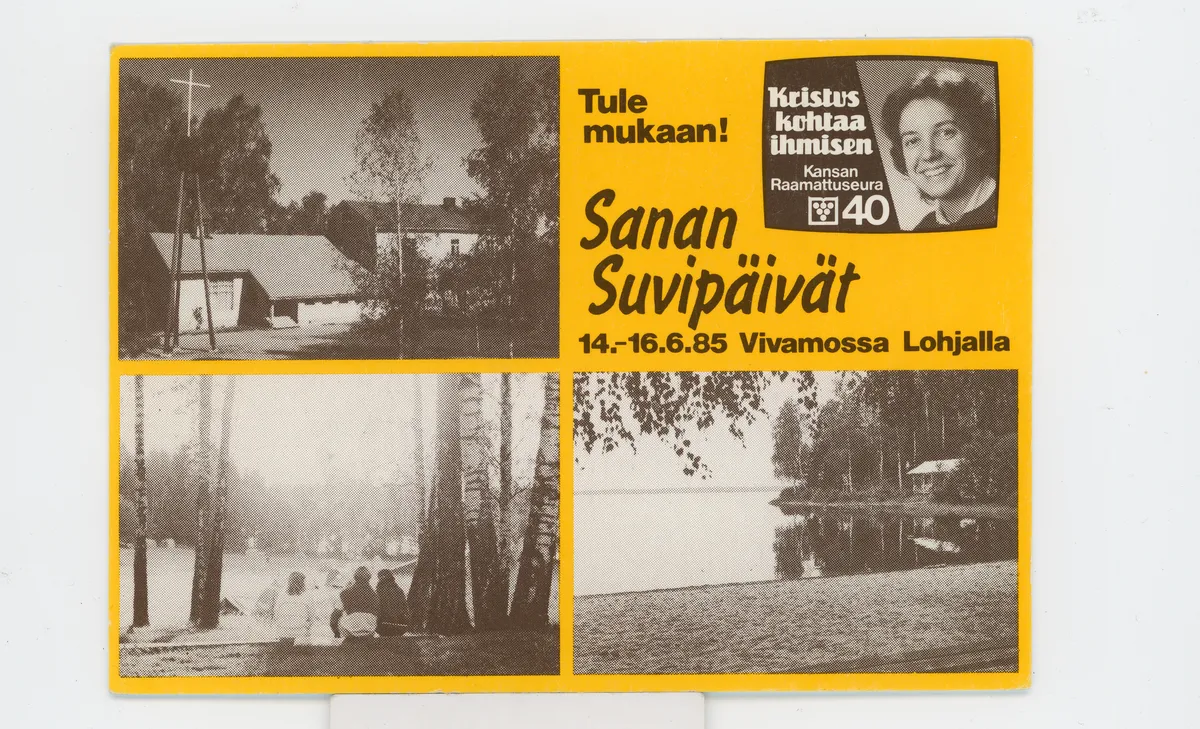 Tule
mukaan!
Kristus
kohtaa
ihmisen
Kansan
Raamattuseura
40
Sanan
Suvipäivät
14.-16.6.85 Vivamossa Lohjalla